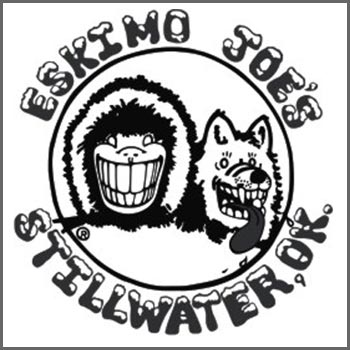 ESKIMO JOE'S
®
STILLWATER, OK.